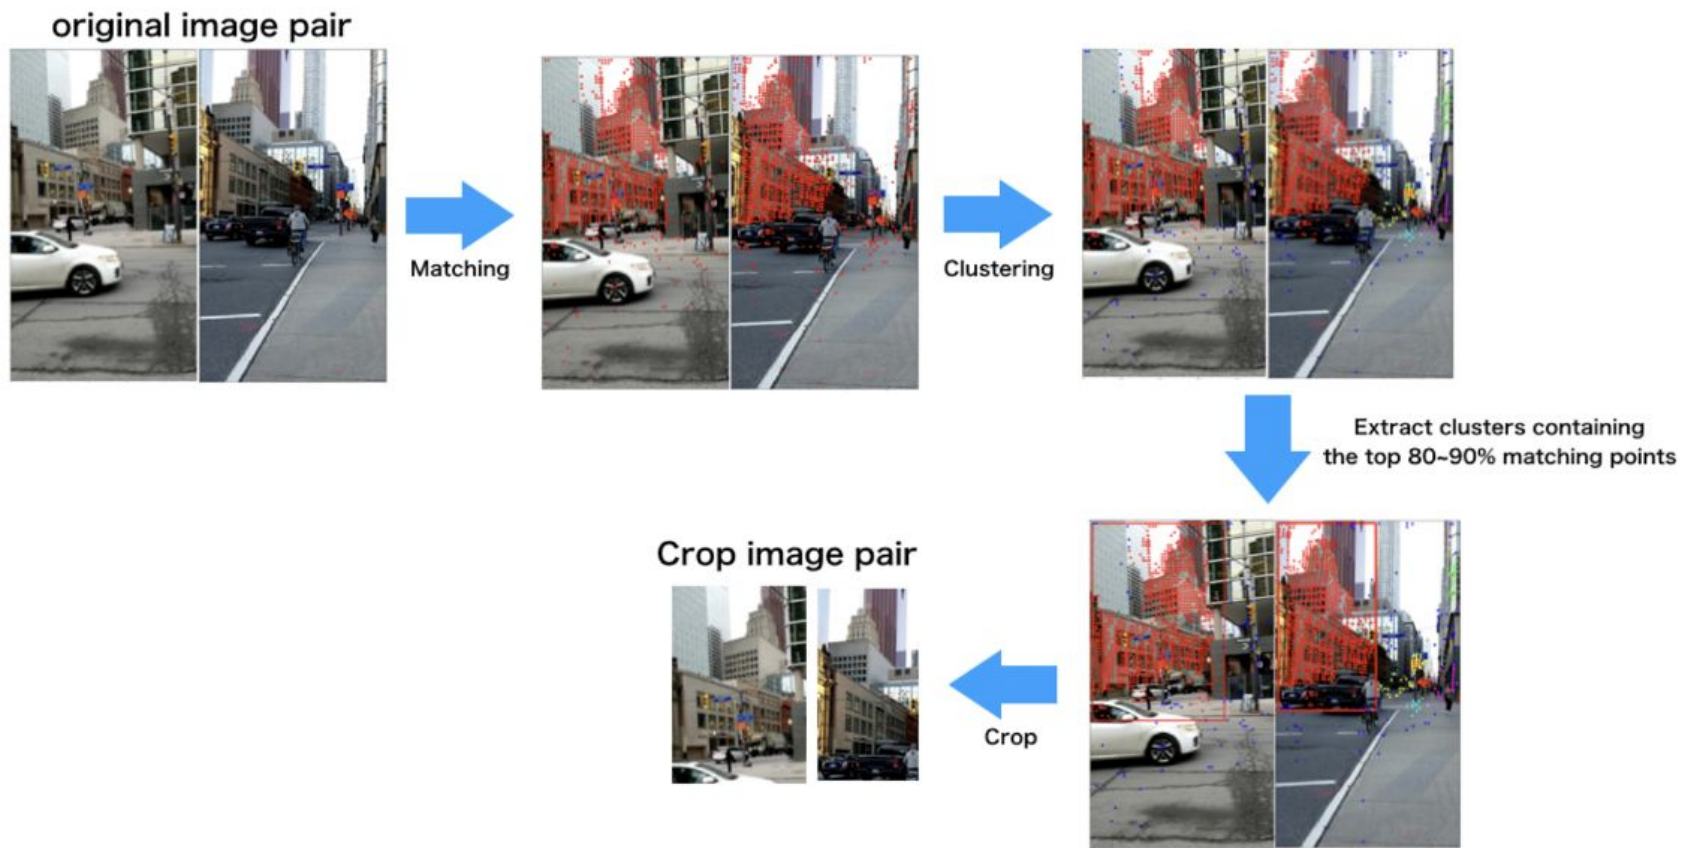 original image pair
Matching
Clustering
Extract clusters containing
the top 80~90% matching points
Crop image pair
Crop